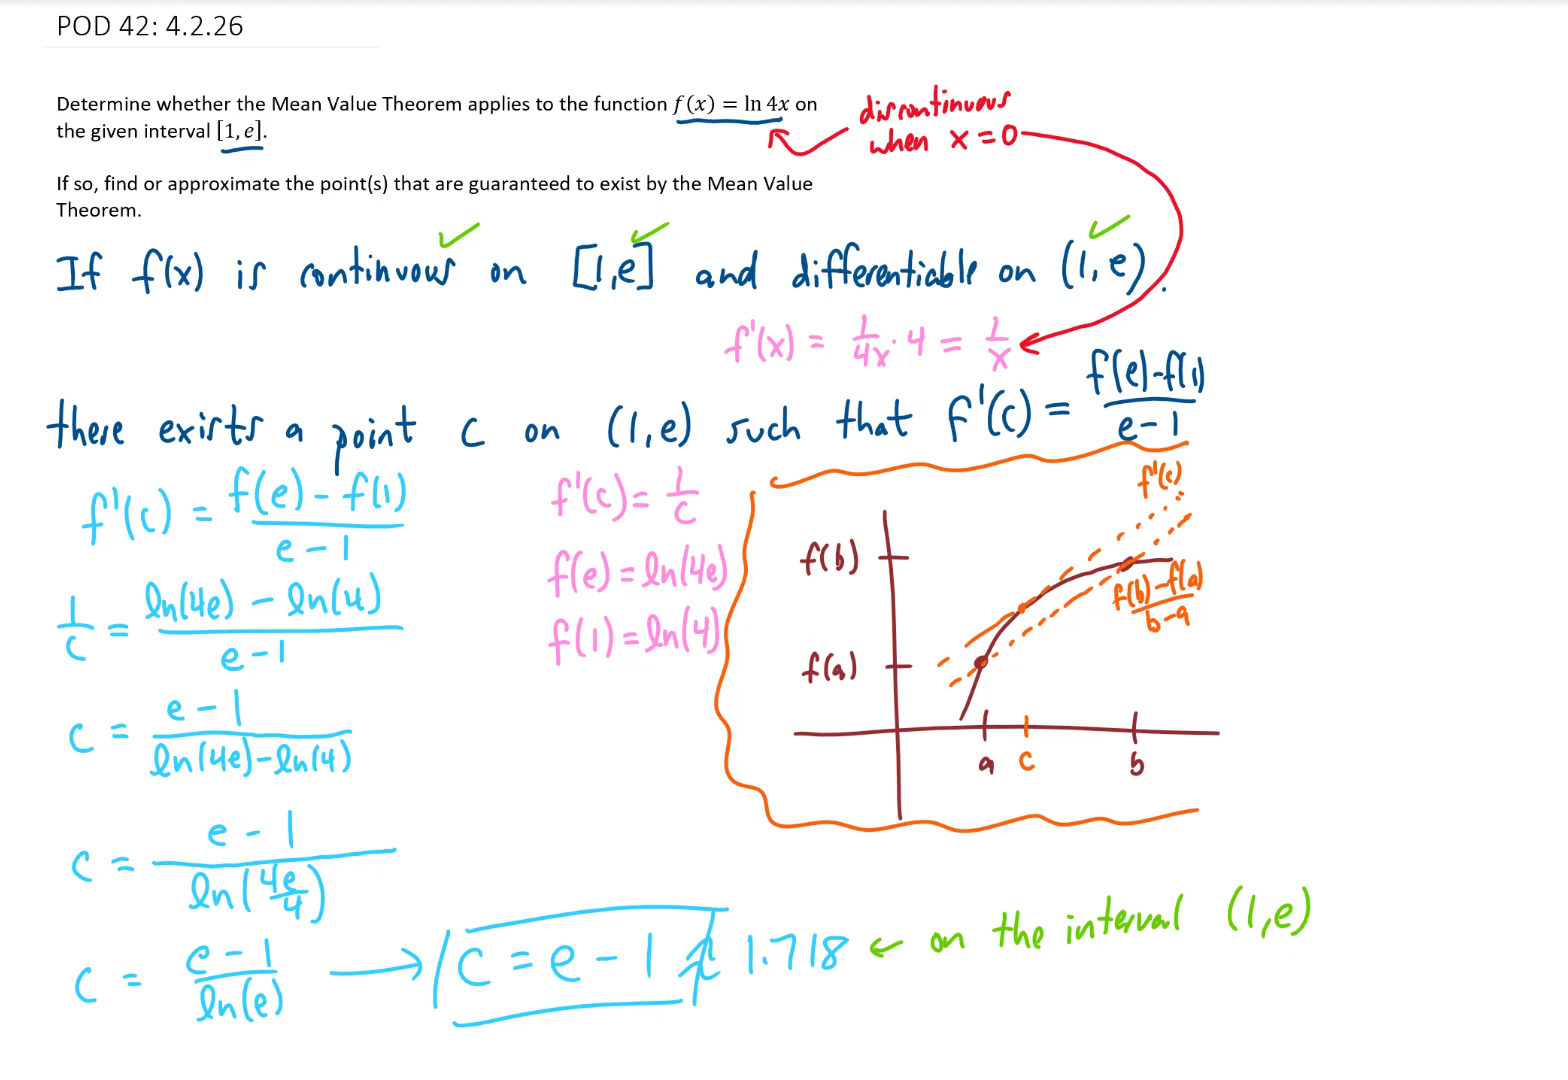 POD 42: 4.2.26
Determine whether the Mean Value Theorem applies to the function f(x) = ln 4x on
the given interval [1, e].
discontinuous
when x = 0
If so, find or approximate the point(s) that are guaranteed to exist by the Mean Value
Theorem.
If f(x) is continuous on [1,e] and differentiable on (1,e).
f'(x) = 1/4x · 4 = 1/x
there exists a point c on (1,e) such that f'(c) = f(e)-f(1)/e-1
f'(c) = f(e)-f(1)/e-1
1/c = ln(4e) - ln(4)/e-1
c = e-1/ln(4e)-ln(4)
c = e-1/ln(4e/4)
c = e-1/ln(e) → c = e-1 ≈ 1.718 ← on the interval (1,e)
f'(c) = 1/c
f(e) = ln(4e)
f(1) = ln(4)
f'(c)
f(b)
f(b)-f(a)/b-a
f(a)
a c b